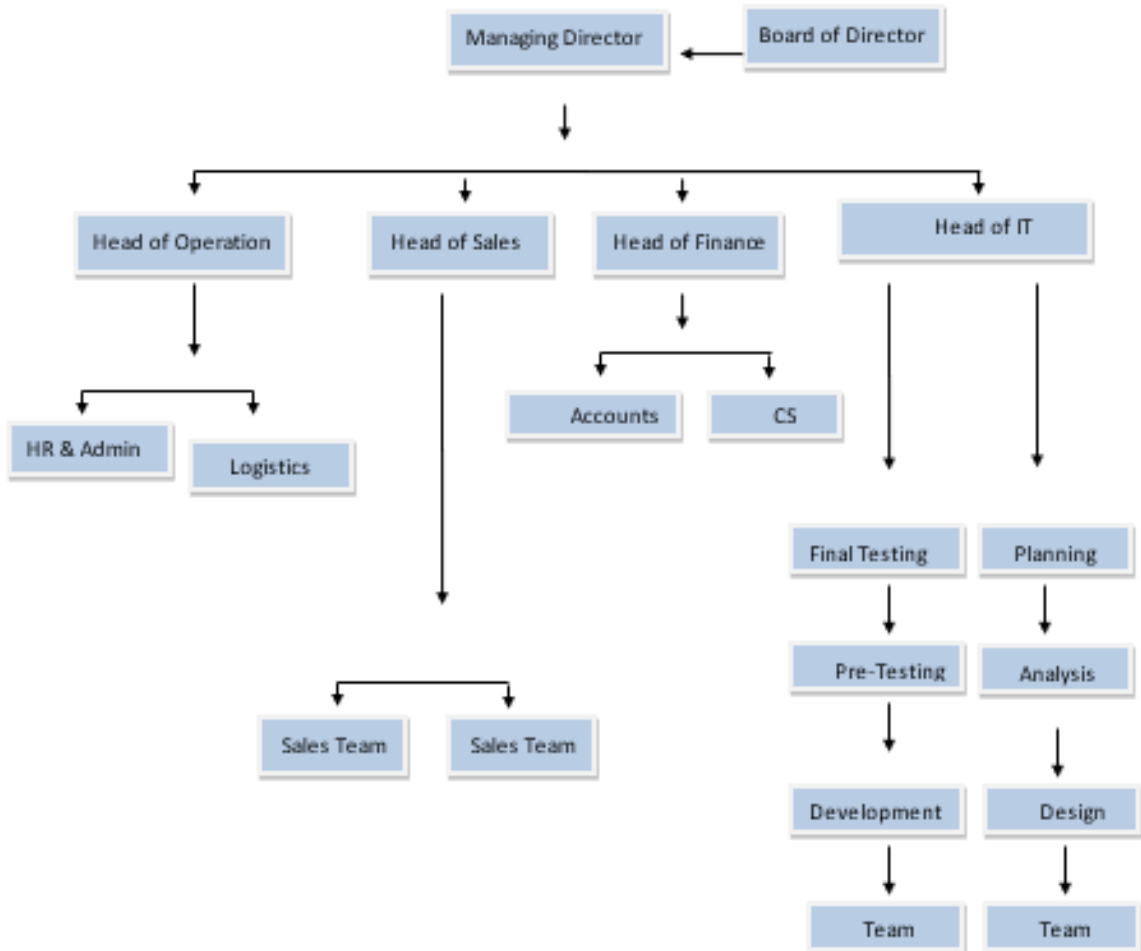 Managing Director
Board of Director
Head of Operation
Head of Sales
Head of Finance
Head of IT
HR & Admin
Logistics
Accounts
CS
Final Testing
Planning
Pre-Testing
Analysis
Sales Team
Sales Team
Development
Design
Team
Team